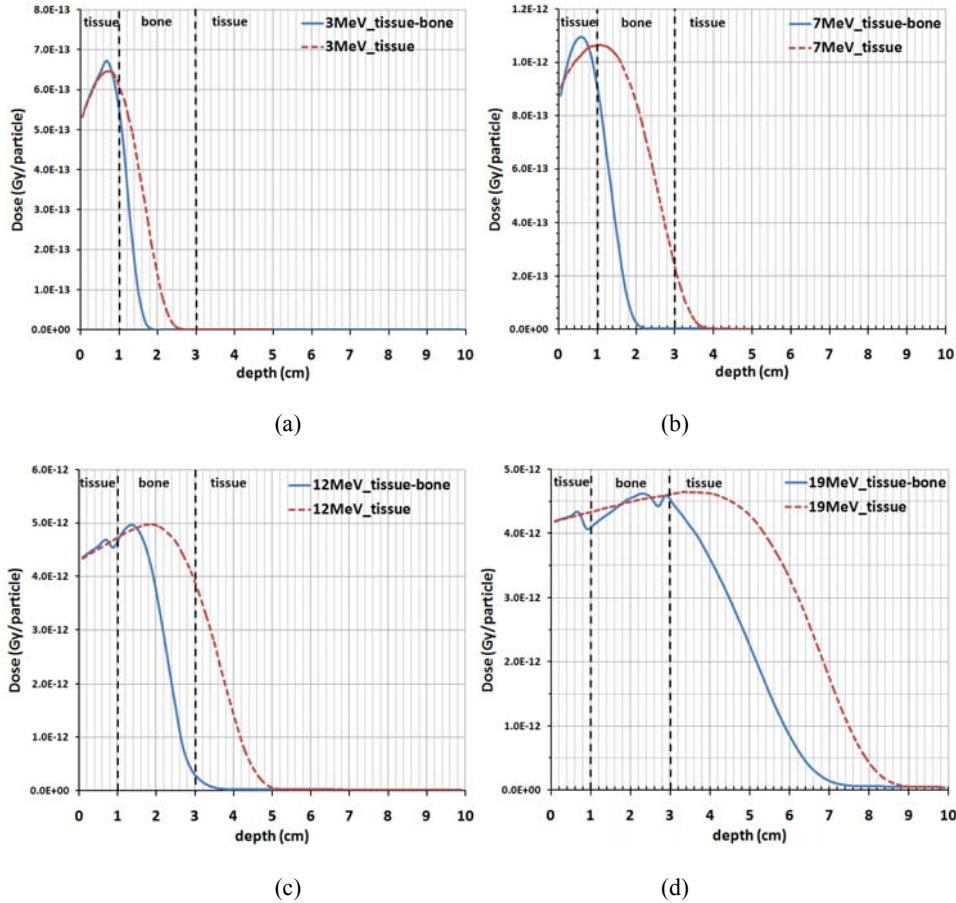 8.0E-13
7.0E-13
6.0E-13
5.0E-13
4.0E-13
3.0E-13
2.0E-13
1.0E-13
0.0E+00
Dose (Gy/particle)
tissue bone tissue
3MeV_tissue-bone
3MeV_tissue
0 1 2 3 4 5 6 7 8 9 10
depth (cm)
(a)
1.2E-12
1.0E-12
8.0E-13
6.0E-13
4.0E-13
2.0E-13
0.0E+00
Dose (Gy/particle)
tissue bone tissue
7MeV_tissue-bone
7MeV_tissue
0 1 2 3 4 5 6 7 8 9 10
depth (cm)
(b)
6.0E-12
5.0E-12
4.0E-12
3.0E-12
2.0E-12
1.0E-12
0.0E+00
Dose (Gy/particle)
tissue bone tissue
12MeV_tissue-bone
12MeV_tissue
0 1 2 3 4 5 6 7 8 9 10
depth (cm)
(c)
5.0E-12
4.0E-12
3.0E-12
2.0E-12
1.0E-12
0.0E+00
Dose (Gy/particle)
tissue bone tissue
19MeV_tissue-bone
19MeV_tissue
0 1 2 3 4 5 6 7 8 9 10
depth (cm)
(d)